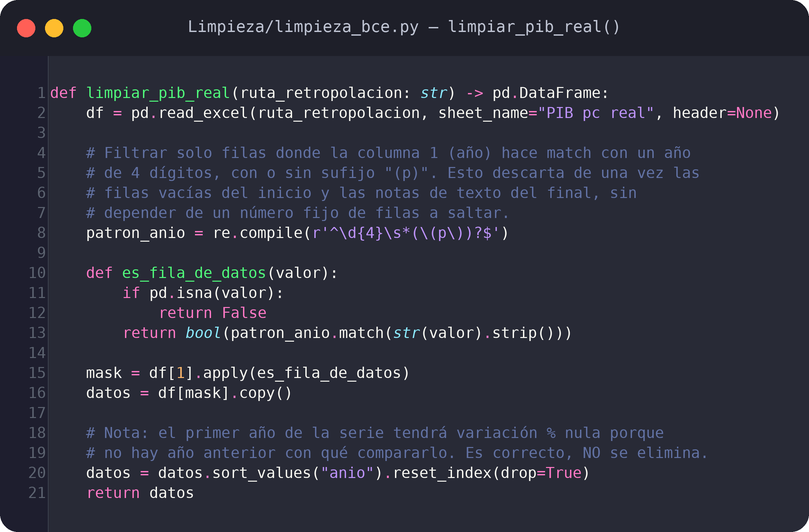 Limpieza/limpieza_bce.py — limpiar_pib_real()
1 def limpiar_pib_real(ruta_retropolacion: str) -> pd.DataFrame:
2     df = pd.read_excel(ruta_retropolacion, sheet_name="PIB pc real", header=None)
3
4     # Filtrar solo filas donde la columna 1 (año) hace match con un año
5     # de 4 dígitos, con o sin sufijo "(p)". Esto descarta de una vez las
6     # filas vacías del inicio y las notas de texto del final, sin
7     # depender de un número fijo de filas a saltar.
8     patron_anio = re.compile(r'^\d{4}\s*(\(p\))?$')
9
10     def es_fila_de_datos(valor):
11         if pd.isna(valor):
12             return False
13         return bool(patron_anio.match(str(valor).strip()))
14
15     mask = df[1].apply(es_fila_de_datos)
16     datos = df[mask].copy()
17
18     # Nota: el primer año de la serie tendrá variación % nula porque
19     # no hay año anterior con qué compararlo. Es correcto, NO se elimina.
20     datos = datos.sort_values("anio").reset_index(drop=True)
21     return datos